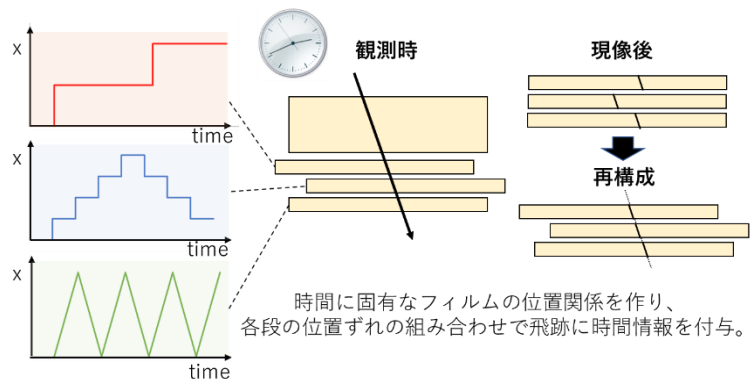 x
time
x
time
x
time
観測時
現像後
再構成
時間に固有なフィルムの位置関係を作り、
各段の位置ずれの組み合わせで飛跡に時間情報を付与。